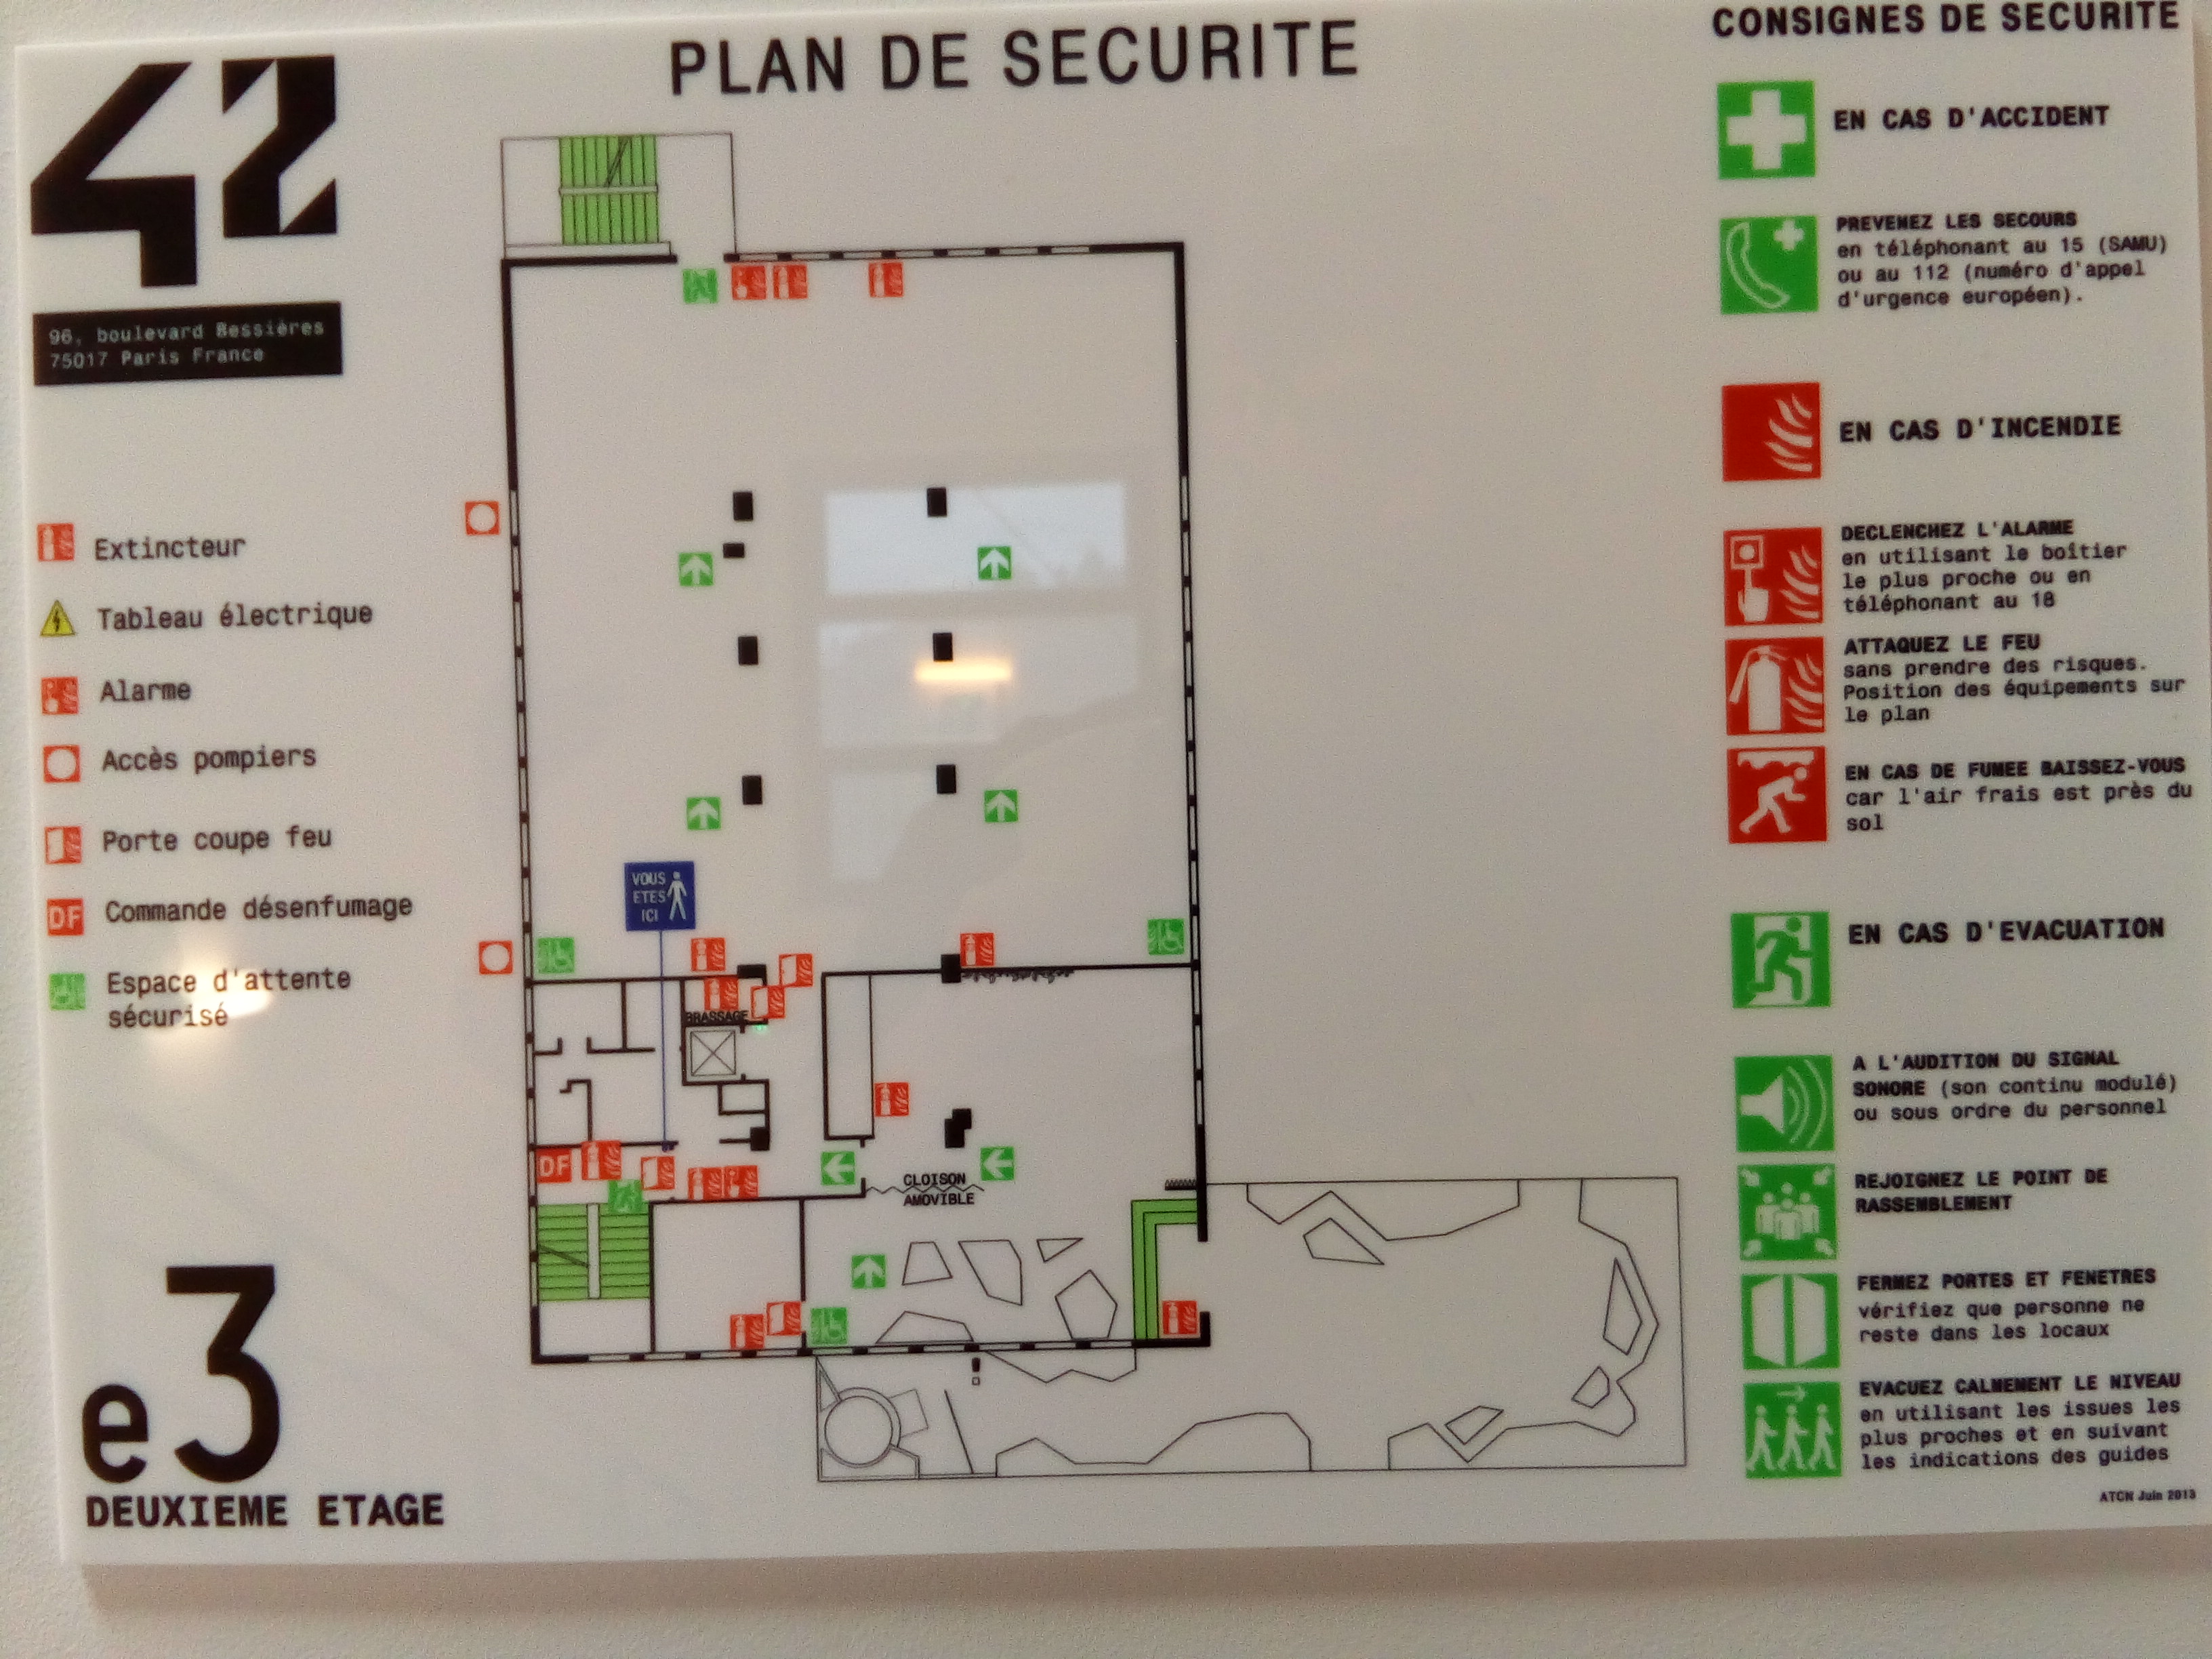 42
PLAN DE SECURITE
96, boulevard Bessières
75017 Paris France
Extincteur
Tableau électrique
Alarme
Accès pompiers
Porte coupe feu
DF
Commande désenfumage
Espace d'attente
sécurisé
e3
DEUXIEME ETAGE
VOUS
ETES
ICI
BRASSAGE
DF
CLOISON
AMOVIBLE
CONSIGNES DE SECURITE
EN CAS D'ACCIDENT
PREVENEZ LES SECOURS
en téléphonant au 15 (SAMU)
ou au 112 (numéro d'appel
d'urgence européen).
EN CAS D'INCENDIE
DECLENCHEZ L'ALARME
en utilisant le boîtier
le plus proche ou en
téléphonant au 18
ATTAQUEZ LE FEU
sans prendre des risques.
Position des équipements sur
le plan
EN CAS DE FUMEE BAISSEZ-VOUS
car l'air frais est près du
sol
EN CAS D'EVACUATION
A L'AUDITION DU SIGNAL
SONORE (son continu modulé)
ou sous ordre du personnel
REJOIGNEZ LE POINT DE
RASSEMBLEMENT
FERMEZ PORTES ET FENETRES
vérifiez que personne ne
reste dans les locaux
EVACUEZ CALMEMENT LE NIVEAU
en utilisant les issues les
plus proches et en suivant
les indications des guides
ATCN Juin 2013